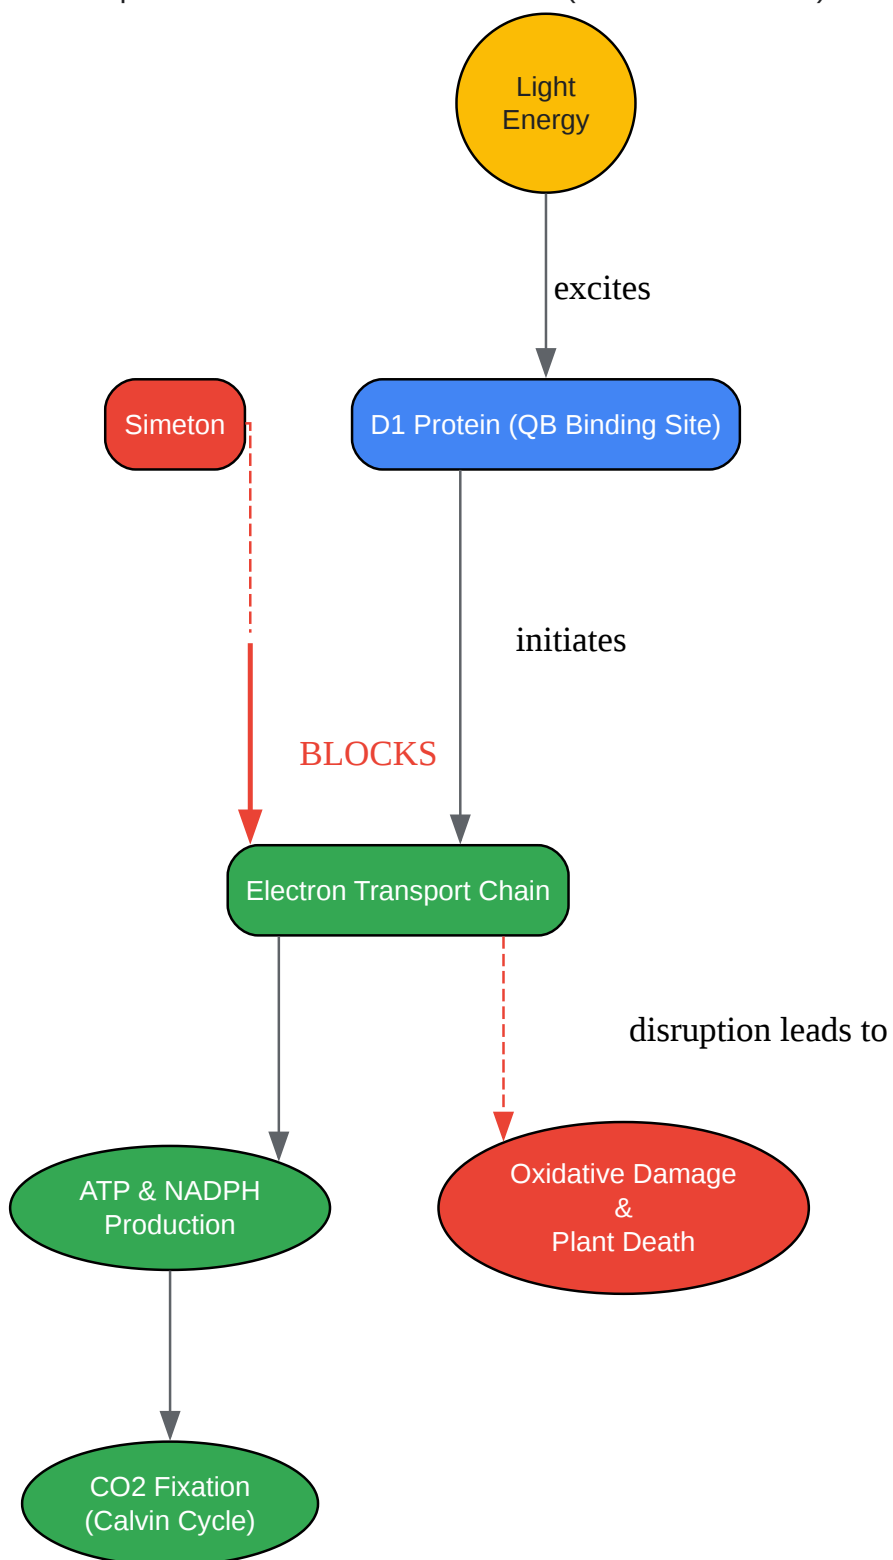 Light
Energy
excites
Simeton
D1 Protein (QB Binding Site)
initiates
BLOCKS
Electron Transport Chain
disruption leads to
ATP & NADPH
Production
Oxidative Damage
&
Plant Death
CO2 Fixation
(Calvin Cycle)